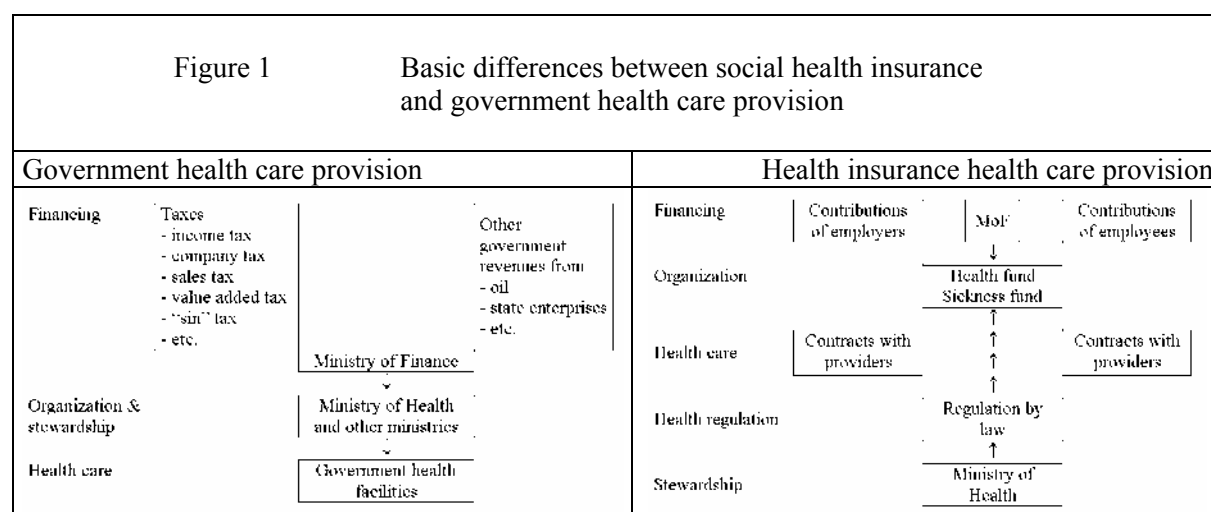 Figure 1
Basic differences between social health insurance
and government health care provision
Government health care provision
Financing
Taxes
- income tax
- company tax
- sales tax
- value added tax
- “sin” tax
- etc.
Other
government
revenues from
- oil
- state enterprises
- etc.
Ministry of Finance
Organization &
stewardship
Ministry of Health
and other ministries
Health care
Government health
facilities
Health insurance health care provision
Financing
Contributions
of employers
MoF
Contributions
of employees
Organization
Health fund
Sickness fund
Health care
Contracts with
providers
Contracts with
providers
Health regulation
Regulation by
law
Stewardship
Ministry of
Health